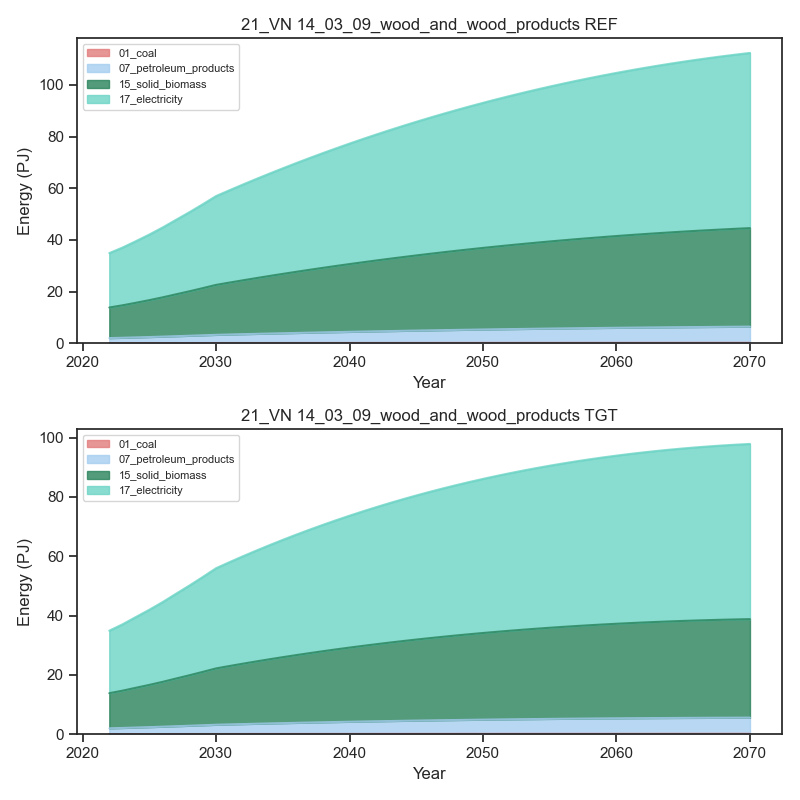 21_VN 14_03_09_wood_and_wood_products REF
01_coal
07_petroleum_products
15_solid_biomass
17_electricity
100
80
60
40
20
0
Energy (PJ)
2020 2030 2040 2050 2060 2070
Year
21_VN 14_03_09_wood_and_wood_products TGT
01_coal
07_petroleum_products
15_solid_biomass
17_electricity
100
80
60
40
20
0
Energy (PJ)
2020 2030 2040 2050 2060 2070
Year